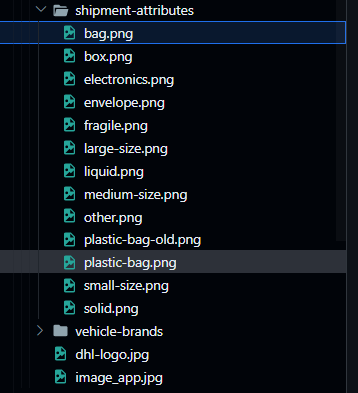 shipment-attributes
bag.png
box.png
electronics.png
envelope.png
fragile.png
large-size.png
liquid.png
medium-size.png
other.png
plastic-bag-old.png
plastic-bag.png
small-size.png
solid.png
vehicle-brands
dhl-logo.jpg
image_app.jpg